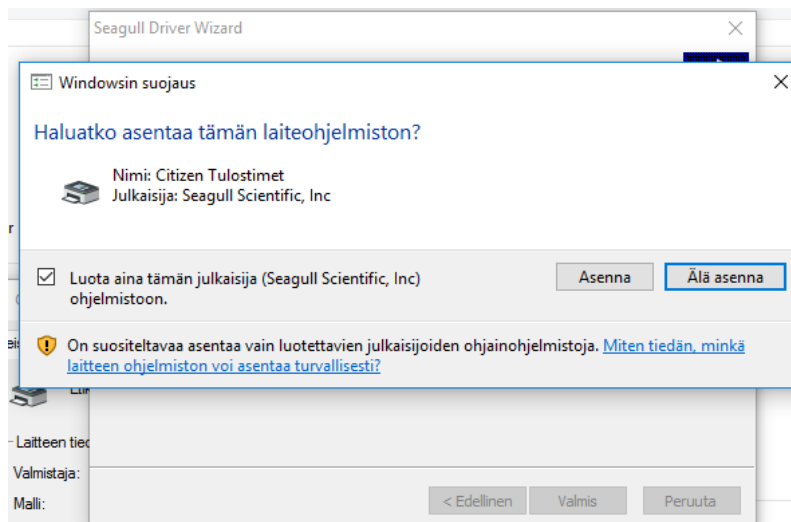 Seagull Driver Wizard
Windowsin suojaus
Haluatko asentaa tämän laiteohjelmiston?
Nimi: Citizen Tulostimet
Julkaisija: Seagull Scientific, Inc
Luota aina tämän julkaisija (Seagull Scientific, Inc)
ohjelmistoon.
Asenna
Älä asenna
On suositeltavaa asentaa vain luotettavien julkaisijoiden ohjainohjelmistoja. Miten tiedän, minkä
laitteen ohjelmiston voi asentaa turvallisesti?
Laitteen
Valmistaja:
Malli:
< Edellinen
Valmis
Peruuta